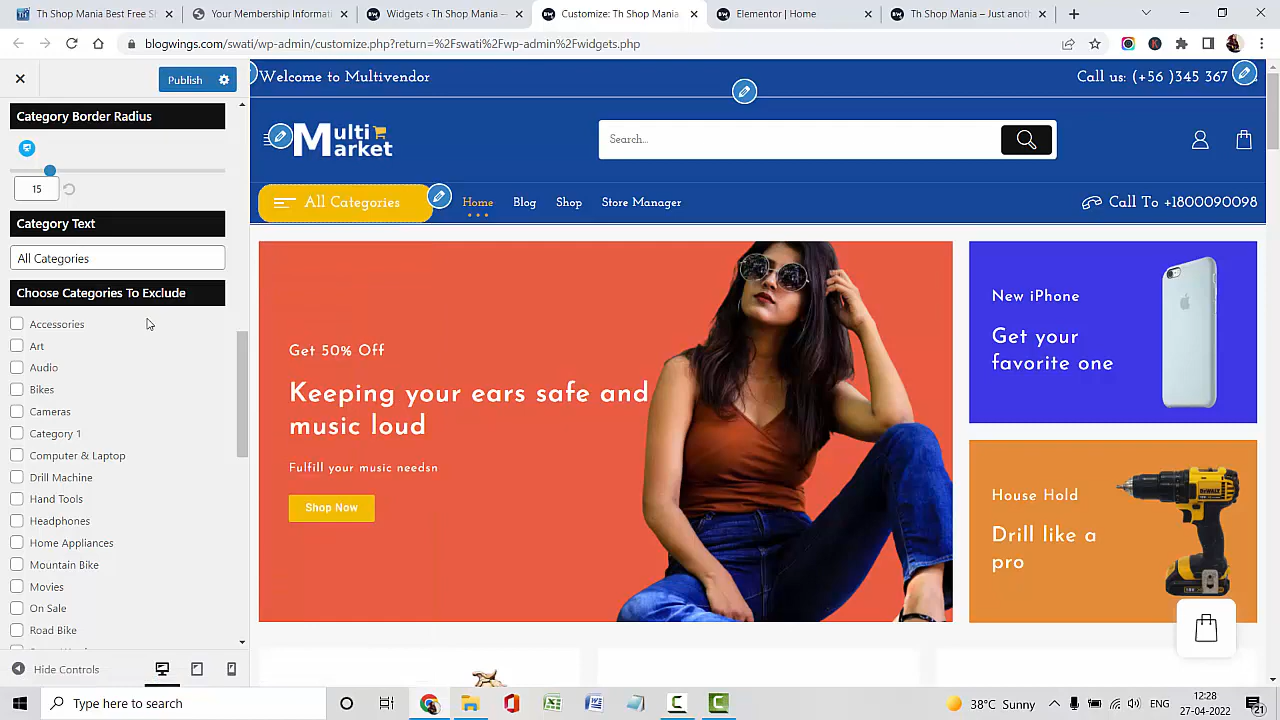 Th Shop Mania Best Free S
Your Membership Informati
Widgets ‹ Th Shop Mania —
Customize: Th Shop Mania
Elementor | Home
Th Shop Mania – Just anoth
blogwings.com/swati/wp-admin/customize.php?return=%2Fswati%2Fwp-admin%2Fwidgets.php
Publish
Welcome to Multivendor
Call us: (+56 )345 367
Category Border Radius
15
Multi Market
Search...
All Categories
Home
Blog
Shop
Store Manager
Call To +1800090098
Category Text
All Categories
Choose Categories To Exclude
Accessories
Art
Audio
Bikes
Cameras
Category 1
Computer & Laptop
Drill Machine
Hand Tools
Headphones
Home Appliances
Mountain Bike
Movies
On Sale
Road Bike
Get 50% Off
Keeping your ears safe and
music loud
Fulfill your music needsn
Shop Now
New iPhone
Get your
favorite one
House Hold
Drill like a
pro
DEWALT
Hide Controls
Type here to search
38°C Sunny
ENG
12:28
27-04-2022
21